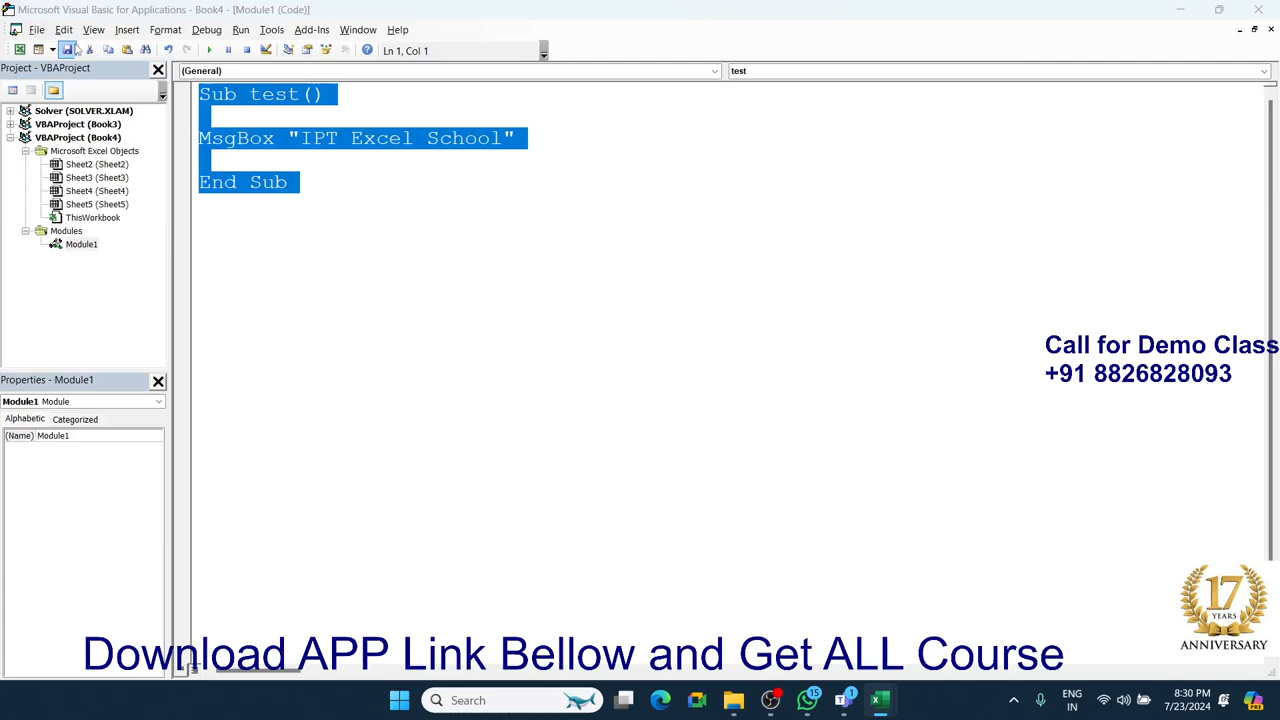 Microsoft Visual Basic for Applications - Book4 - [Module1 (Code)]
File Edit View Insert Format Debug Run Tools Add-Ins Window Help
Ln 1, Col 1
Project - VBAProject
(General)
test
Solver (SOLVER.XLAM)
VBAProject (Book3)
VBAProject (Book4)
Microsoft Excel Objects
Sheet2 (Sheet2)
Sheet3 (Sheet3)
Sheet4 (Sheet4)
Sheet5 (Sheet5)
ThisWorkbook
Modules
Module1
Sub test()
MsgBox "IPT Excel School"
End Sub
Call for Demo Class
+91 8826828093
Properties - Module1
Module1 Module
Alphabetic Categorized
(Name) Module1
17
YEARS
ANNIVERSARY
Download APP Link Bellow and Get ALL Course
Search
15
1
ENG
IN
8:30 PM
7/23/2024